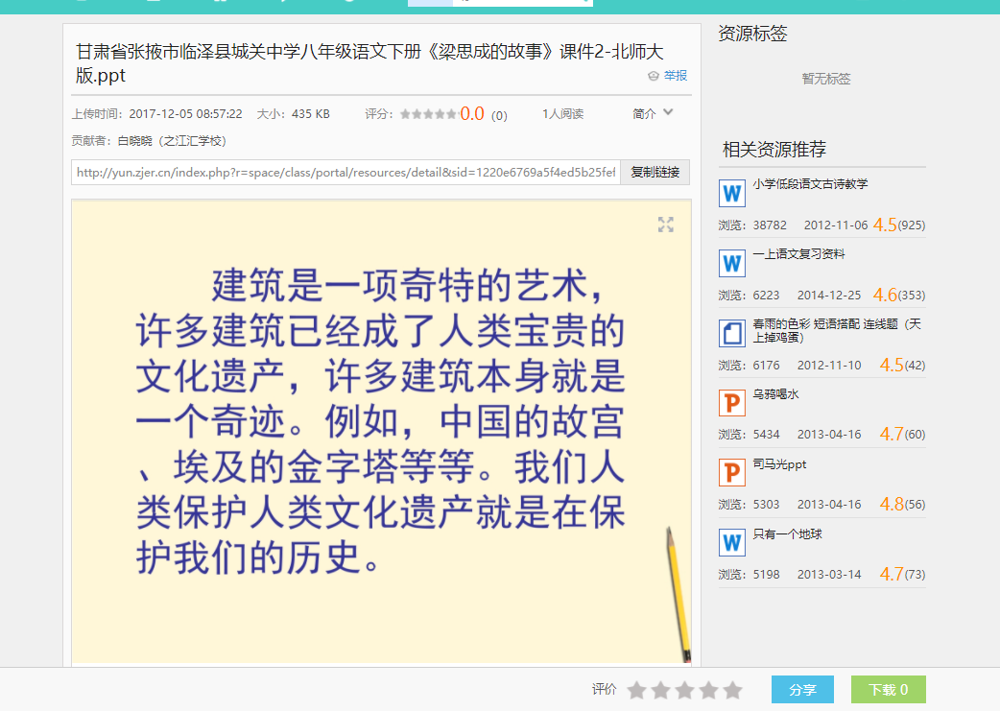 甘肃省张掖市临泽县城关中学八年级语文下册《梁思成的故事》课件2-北师大
版.ppt
举报
上传时间：2017-12-05 08:57:22 大小：435 KB 评分：0.0 (0) 1人阅读 简介
贡献者：白晓晓（之江汇学校）
http://yun.zjer.cn/index.php?r=space/class/portal/resources/detail&sid=1220e6769a5f4ed5b25fef 复制链接
建筑是一项奇特的艺术，
许多建筑已经成了人类宝贵的
文化遗产，许多建筑本身就是
一个奇迹。例如，中国的故宫
、埃及的金字塔等等。我们人
类保护人类文化遗产就是在保
护我们的历史。
资源标签
暂无标签
相关资源推荐
小学低段语文古诗教学
浏览：38782 2012-11-06 4.5(925)
一上语文复习资料
浏览：6223 2014-12-25 4.6(353)
春雨的色彩 短语搭配 连线题（天
上掉鸡蛋）
浏览：6176 2012-11-10 4.5(42)
乌鸦喝水
浏览：5434 2013-04-16 4.7(60)
司马光ppt
浏览：5303 2013-04-16 4.8(56)
只有一个地球
浏览：5198 2013-03-14 4.7(73)
评价 分享 下载 0